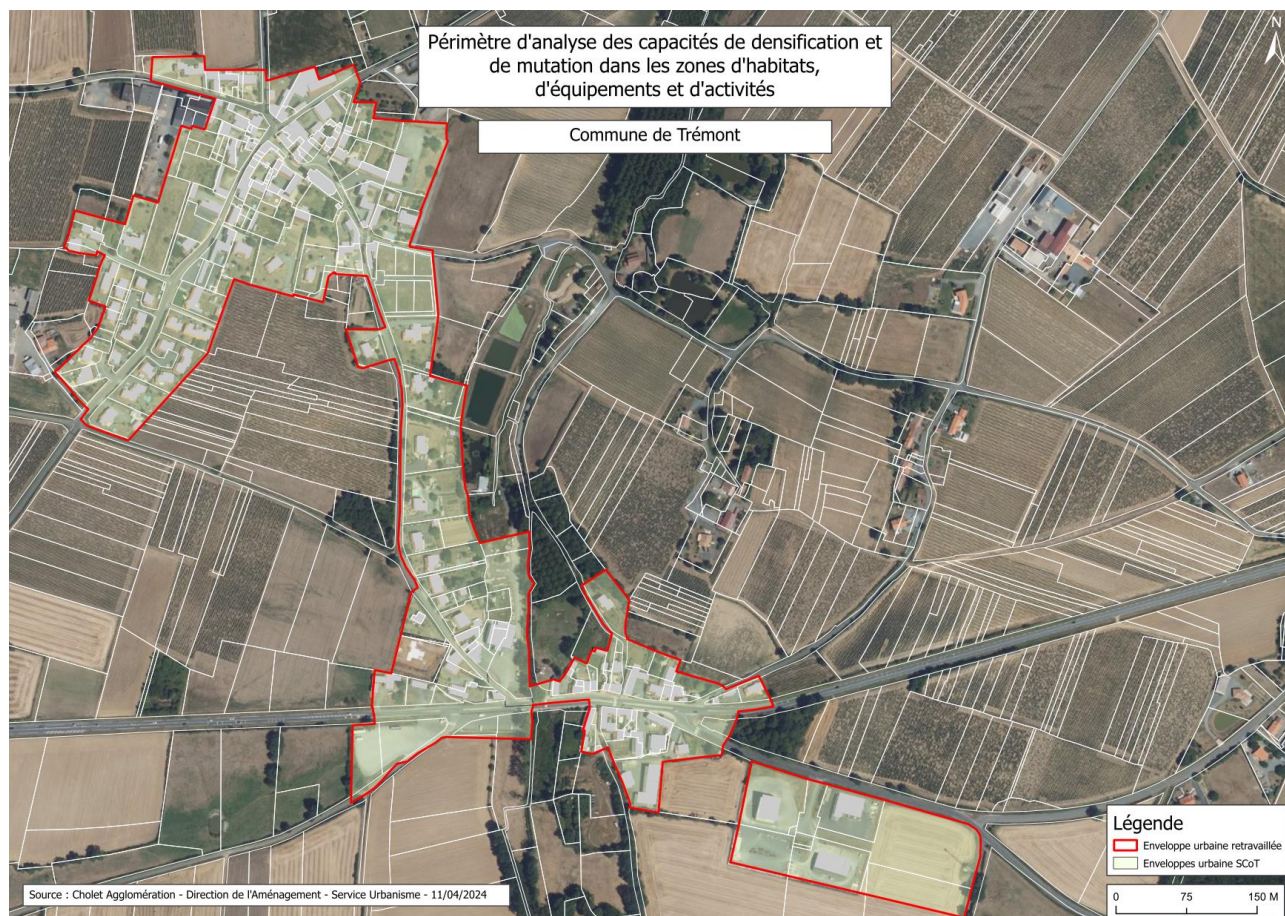 Périmètre d'analyse des capacités de densification et
de mutation dans les zones d'habitats,
d'équipements et d'activités
Commune de Trémont
N
Légende
Enveloppe urbaine retravaillée
Enveloppes urbaine SCoT
0 75 150 M
Source : Cholet Agglomération - Direction de l'Aménagement - Service Urbanisme - 11/04/2024